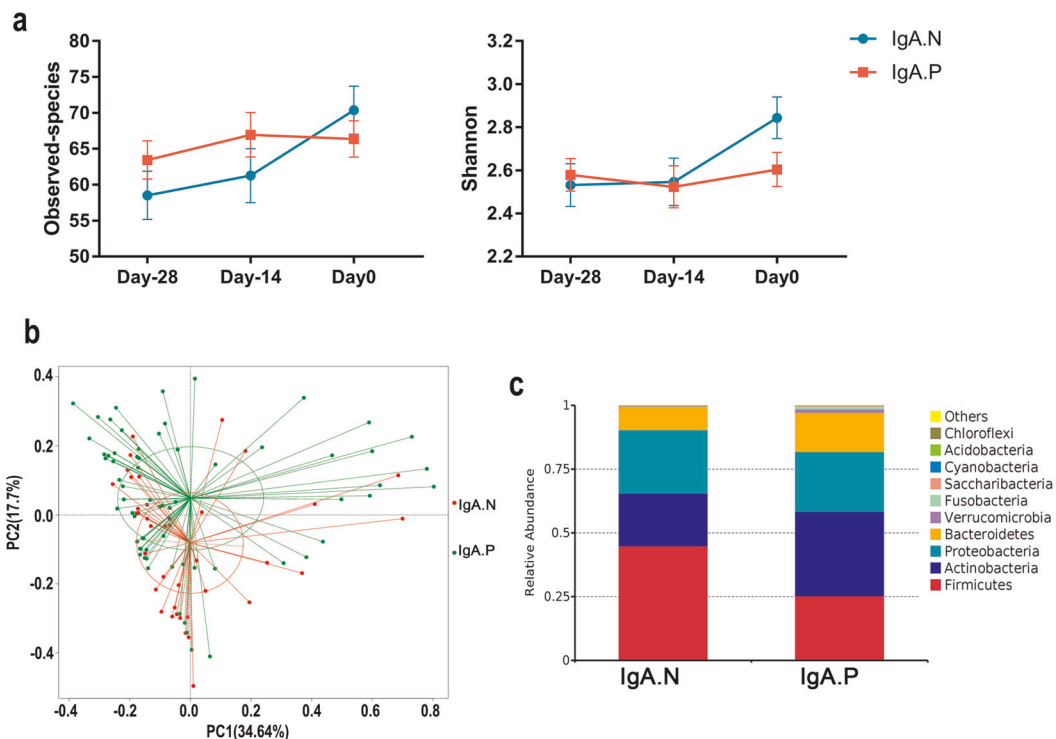 a
80
75
70
65
60
55
50
Observed-species
Day-28 Day-14 Day0
3.2
3.0
2.8
2.6
2.4
2.2
Shannon
Day-28 Day-14 Day0
IgA.N
IgA.P
b
0.4
0.2
0.0
-0.2
-0.4
PC2(17.7%)
-0.4 -0.2 0.0 0.2 0.4 0.6 0.8
PC1(34.64%)
IgA.N
IgA.P
c
1
0.75
0.5
0.25
0
Relative Abundance
IgA.N IgA.P
Others
Chloroflexi
Acidobacteria
Cyanobacteria
Saccharibacteria
Fusobacteria
Verrucomicrobia
Bacteroidetes
Proteobacteria
Actinobacteria
Firmicutes